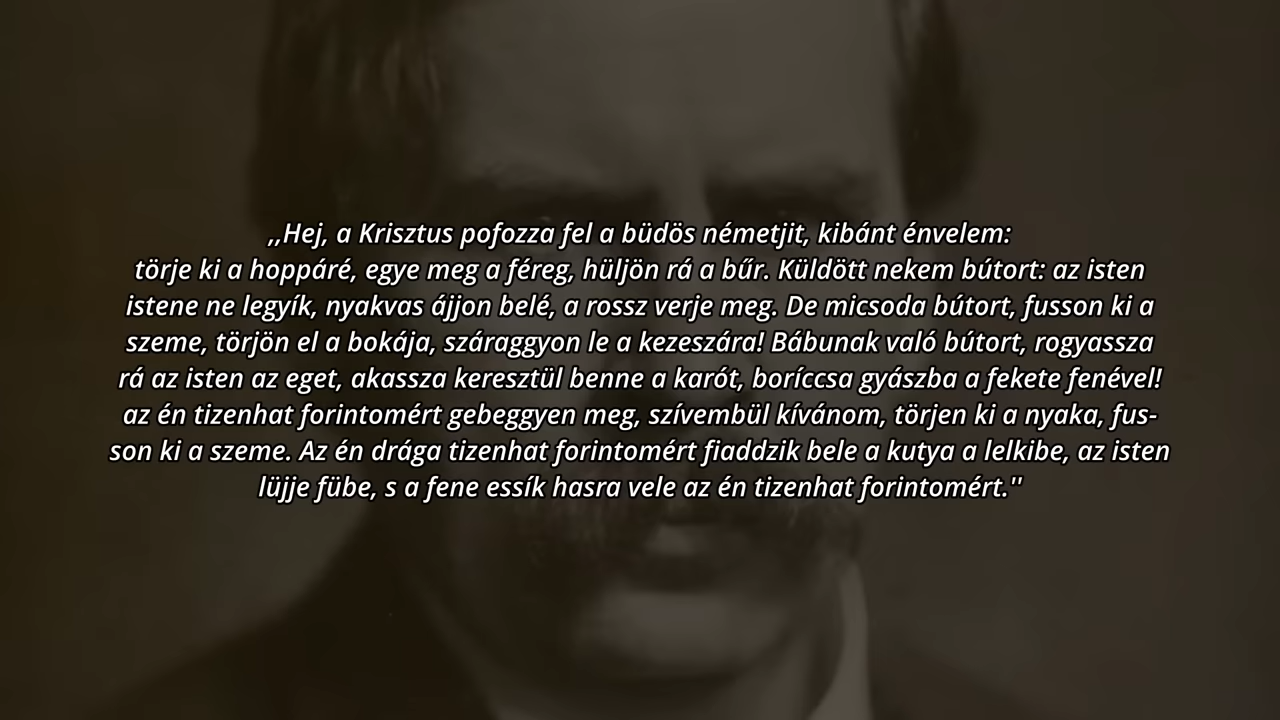 ,,Hej, a Krisztus pofozza fel a büdös németjit, kibánt énvelem:
törje ki a hoppáré, egye meg a féreg, hüljön rá a bűr. Küldött nekem bútort: az isten
istene ne legyík, nyakvas ájjon belé, a rossz verje meg. De micsoda bútort, fusson ki a
szeme, törjön el a bokája, száraggyon le a kezeszára! Bábunak való bútort, rogyassza
rá az isten az eget, akassza keresztül benne a karót, boríccsa gyászba a fekete fenével!
az én tizenhat forintomért gebeggyen meg, szívembül kívánom, törjen ki a nyaka, fus-
son ki a szeme. Az én drága tizenhat forintomért fiaddzik bele a kutya a lelkibe, az isten
lüjje fübe, s a fene essík hasra vele az én tizenhat forintomért.''